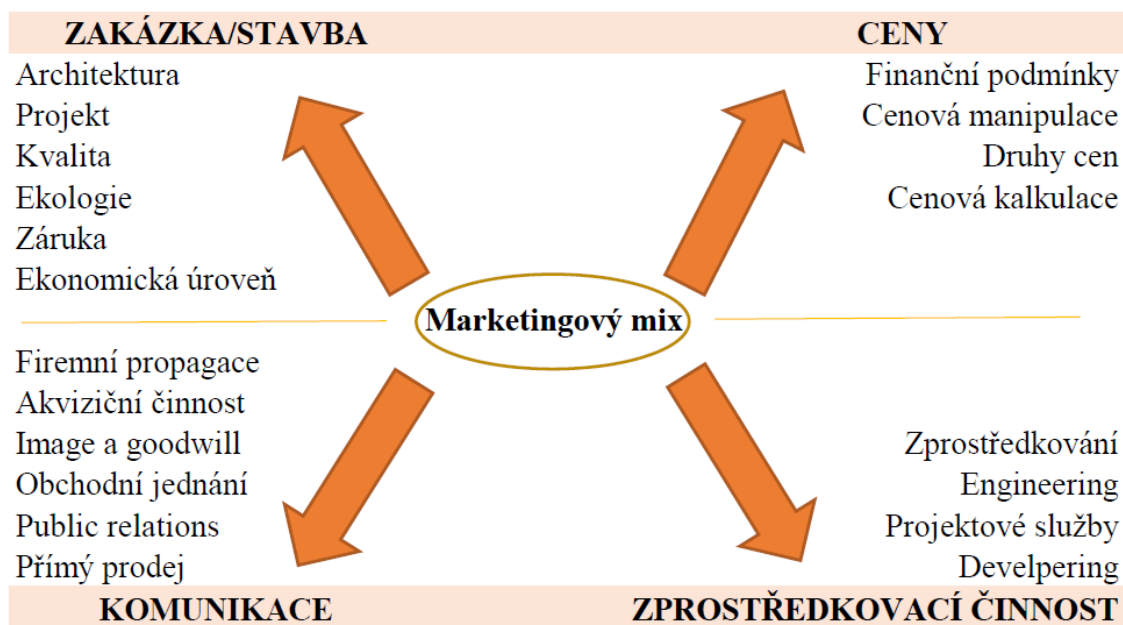 ZAKÁZKA/STAVBA
Architektura
Projekt
Kvalita
Ekologie
Záruka
Ekonomická úroveň
CENY
Finanční podmínky
Cenová manipulace
Druhy cen
Cenová kalkulace
Marketingový mix
Firemní propagace
Akviziční činnost
Image a goodwill
Obchodní jednání
Public relations
Přímý prodej
KOMUNIKACE
Zprostředkování
Engineering
Projektové služby
Develpering
ZPROSTŘEDKOVACÍ ČINNOST